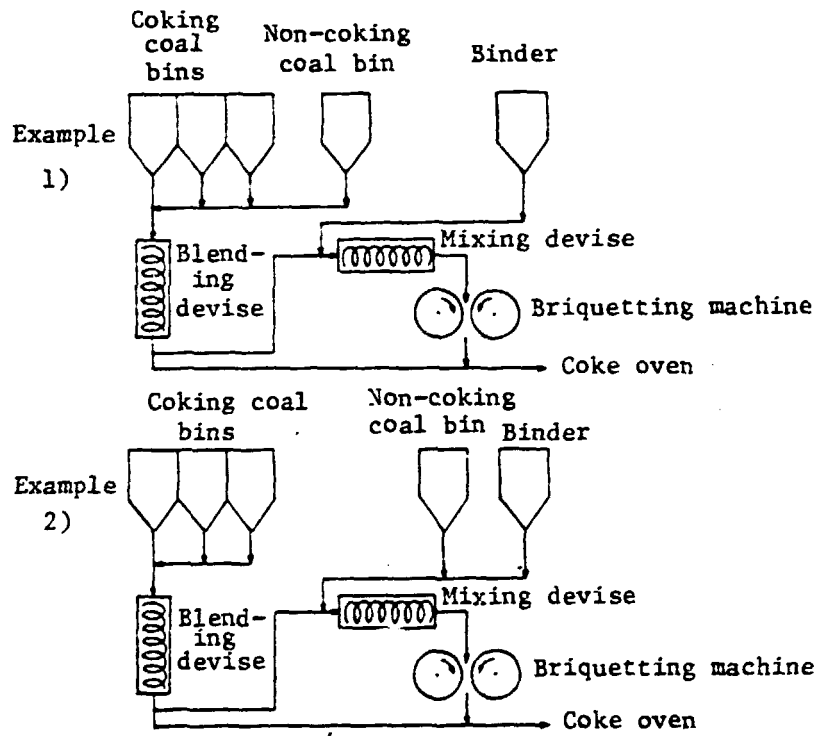 Coking
coal
bins
Non-coking
coal bin
Binder
Example
1)
Blend-
ing
devise
Mixing devise
Briquetting machine
Coke oven
Coking coal
bins
Non-coking
coal bin
Binder
Example
2)
Blend-
ing
devise
Mixing devise
Briquetting machine
Coke oven